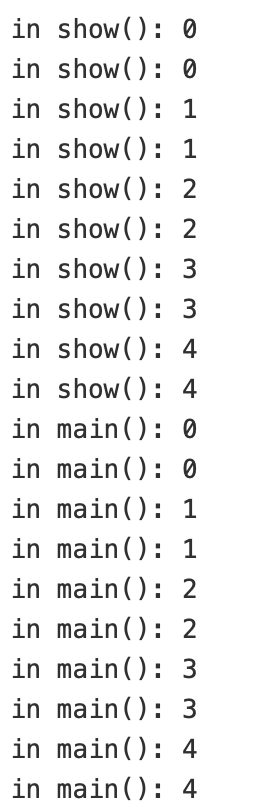 in show(): 0
in show(): 0
in show(): 1
in show(): 1
in show(): 2
in show(): 2
in show(): 3
in show(): 3
in show(): 4
in show(): 4
in main(): 0
in main(): 0
in main(): 1
in main(): 1
in main(): 2
in main(): 2
in main(): 3
in main(): 3
in main(): 4
in main(): 4